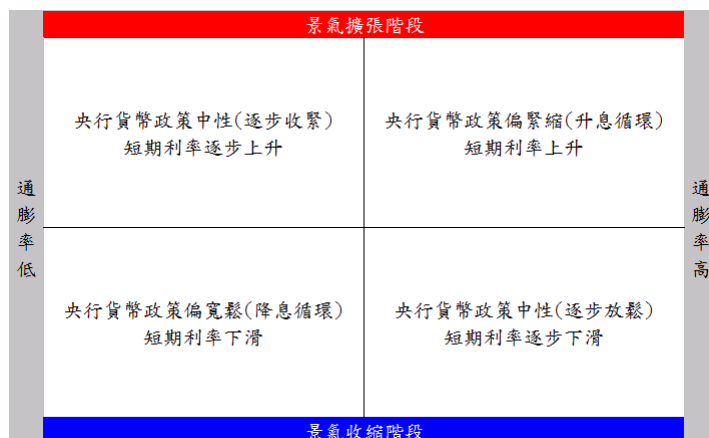 景氣擴張階段
央行貨幣政策中性(逐步收緊)
短期利率逐步上升
央行貨幣政策偏緊縮(升息循環)
短期利率上升
通膨率低
通膨率高
央行貨幣政策偏寬鬆(降息循環)
短期利率下滑
央行貨幣政策中性(逐步放鬆)
短期利率逐步下滑
景氣收縮階段